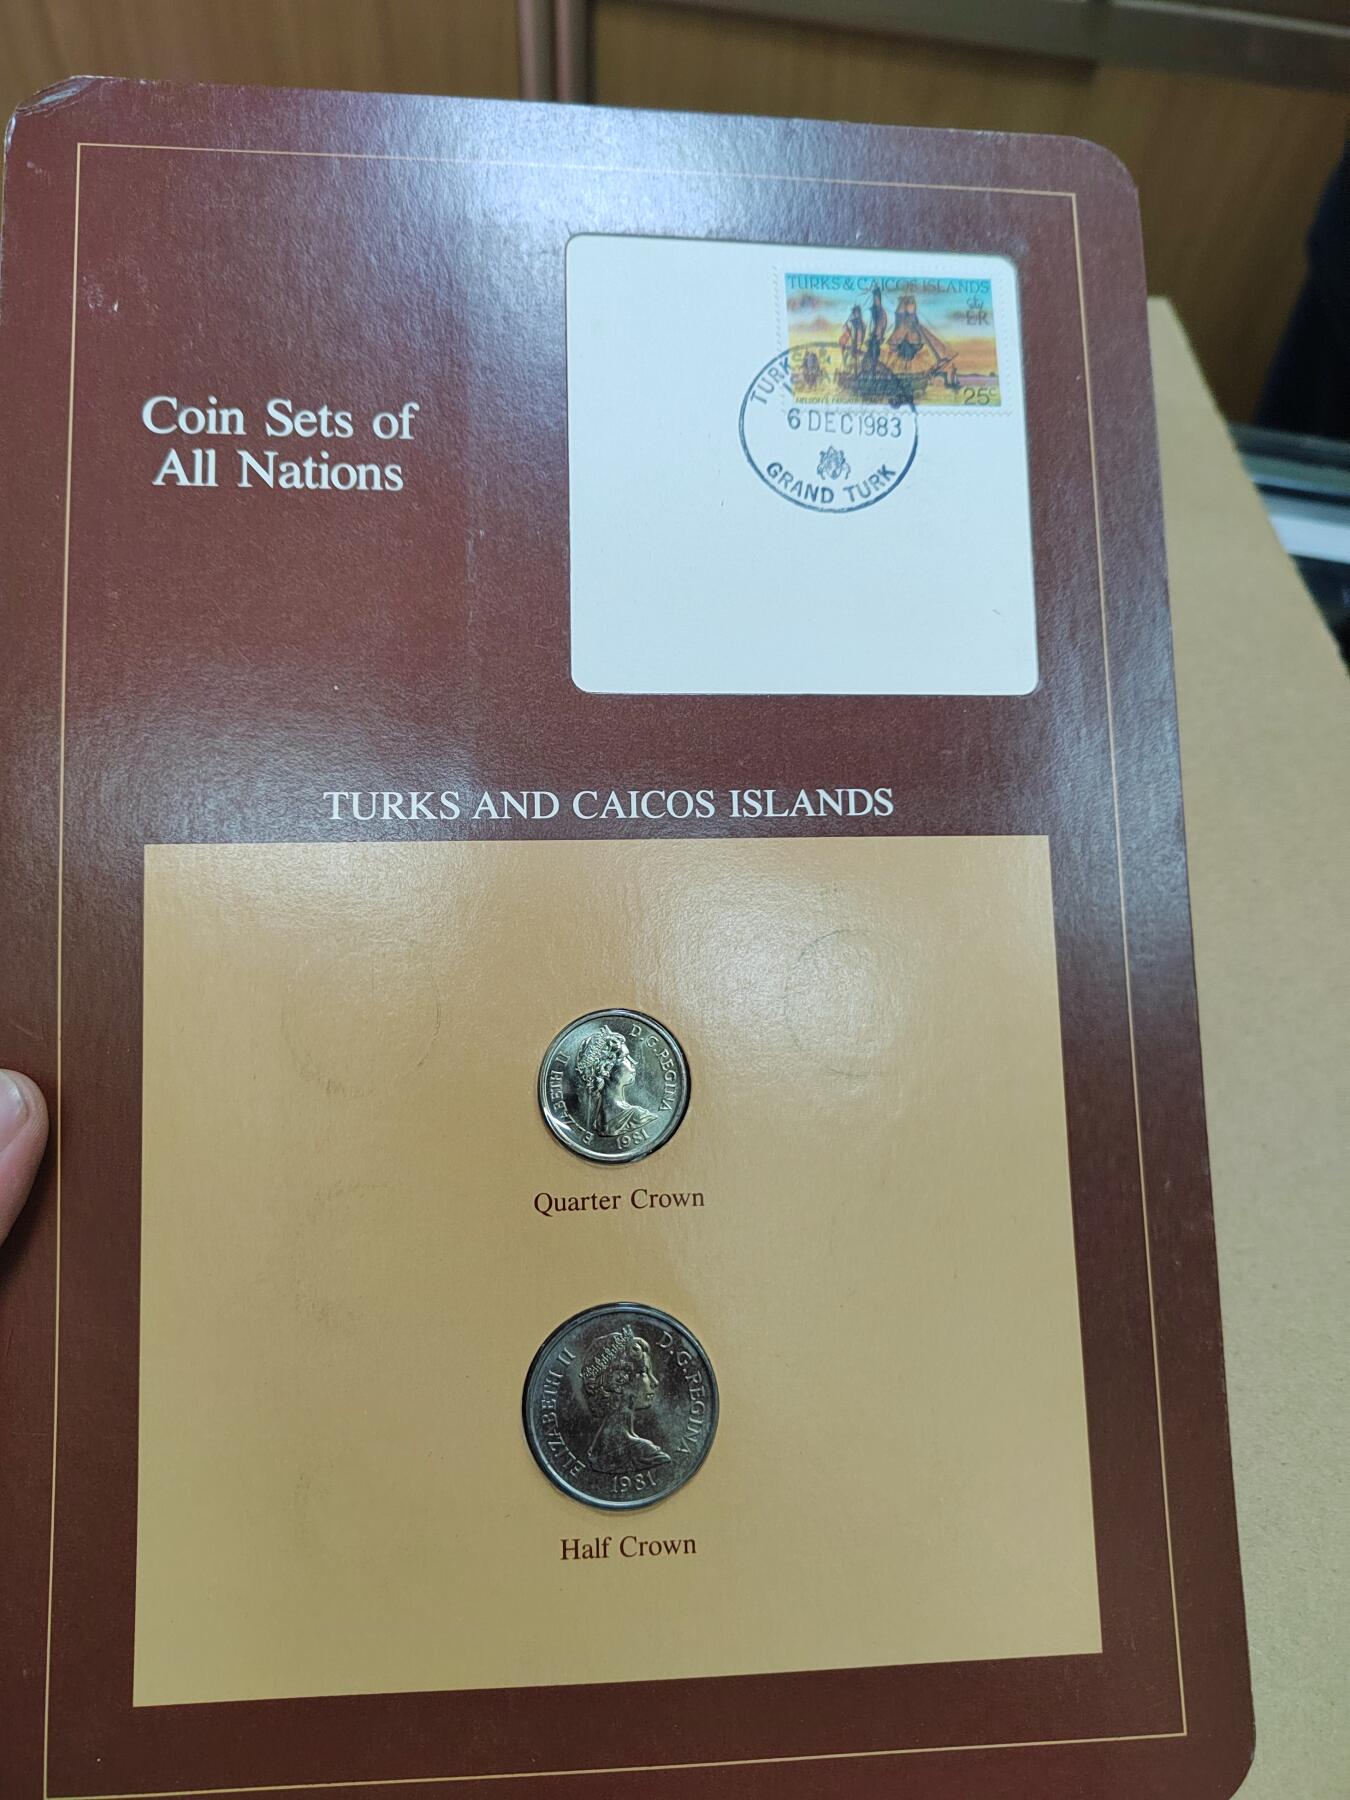 Coin Sets of
All Nations
TURKS & CAICOS ISLANDS
ER
25c
TURKS
6 DEC 1983
GRAND TURK
TURKS AND CAICOS ISLANDS
ELIZABETH II D.G.REGINA
1981
Quarter Crown
ELIZABETH II D.G.REGINA
1981
Half Crown